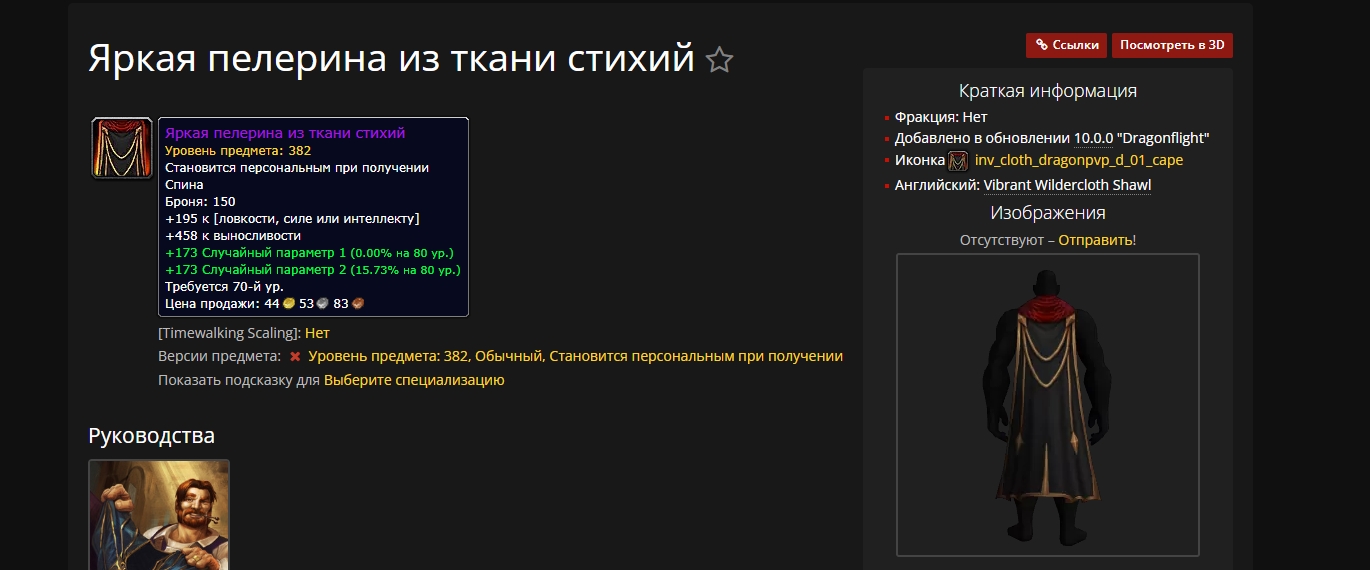 Яркая пелерина из ткани стихий
Ссылки
Посмотреть в 3D
Яркая пелерина из ткани стихий
Уровень предмета: 382
Становится персональным при получении
Спина
Броня: 150
+195 к [ловкости, силе или интеллекту]
+458 к выносливости
+173 Случайный параметр 1 (0.00% на 80 ур.)
+173 Случайный параметр 2 (15.73% на 80 ур.)
Требуется 70-й ур.
Цена продажи: 44 53 83
[Timewalking Scaling]: Нет
Версии предмета: Уровень предмета: 382, Обычный, Становится персональным при получении
Показать подсказку для Выберите специализацию
Руководства
Краткая информация
Фракция: Нет
Добавлено в обновлении 10.0.0 "Dragonflight"
Иконка inv_cloth_dragonpvp_d_01_cape
Английский: Vibrant Wildercloth Shawl
Изображения
Отсутствуют – Отправить!